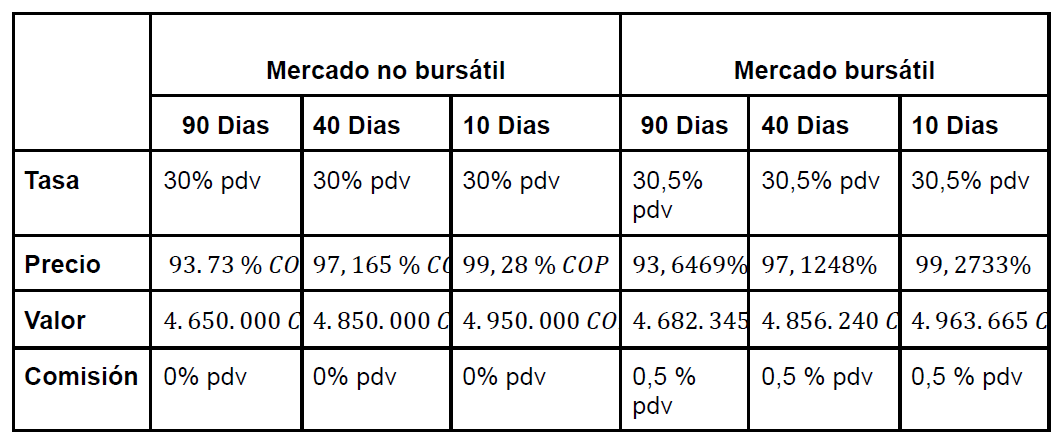 Mercado no bursátil Mercado bursátil
90 Dias 40 Dias 10 Dias 90 Dias 40 Dias 10 Dias
Tasa 30% pdv 30% pdv 30% pdv 30,5% pdv 30,5% pdv 30,5% pdv
Precio 93.73 % CO 97,165 % CO 99,28 % COP 93,6469% 97,1248% 99,2733%
Valor 4.650.000 C 4.850.000 C 4.950.000 CO 4.682.345 4.856.240 C 4.963.665 C
Comisión 0% pdv 0% pdv 0% pdv 0,5 % pdv 0,5 % pdv 0,5 % pdv